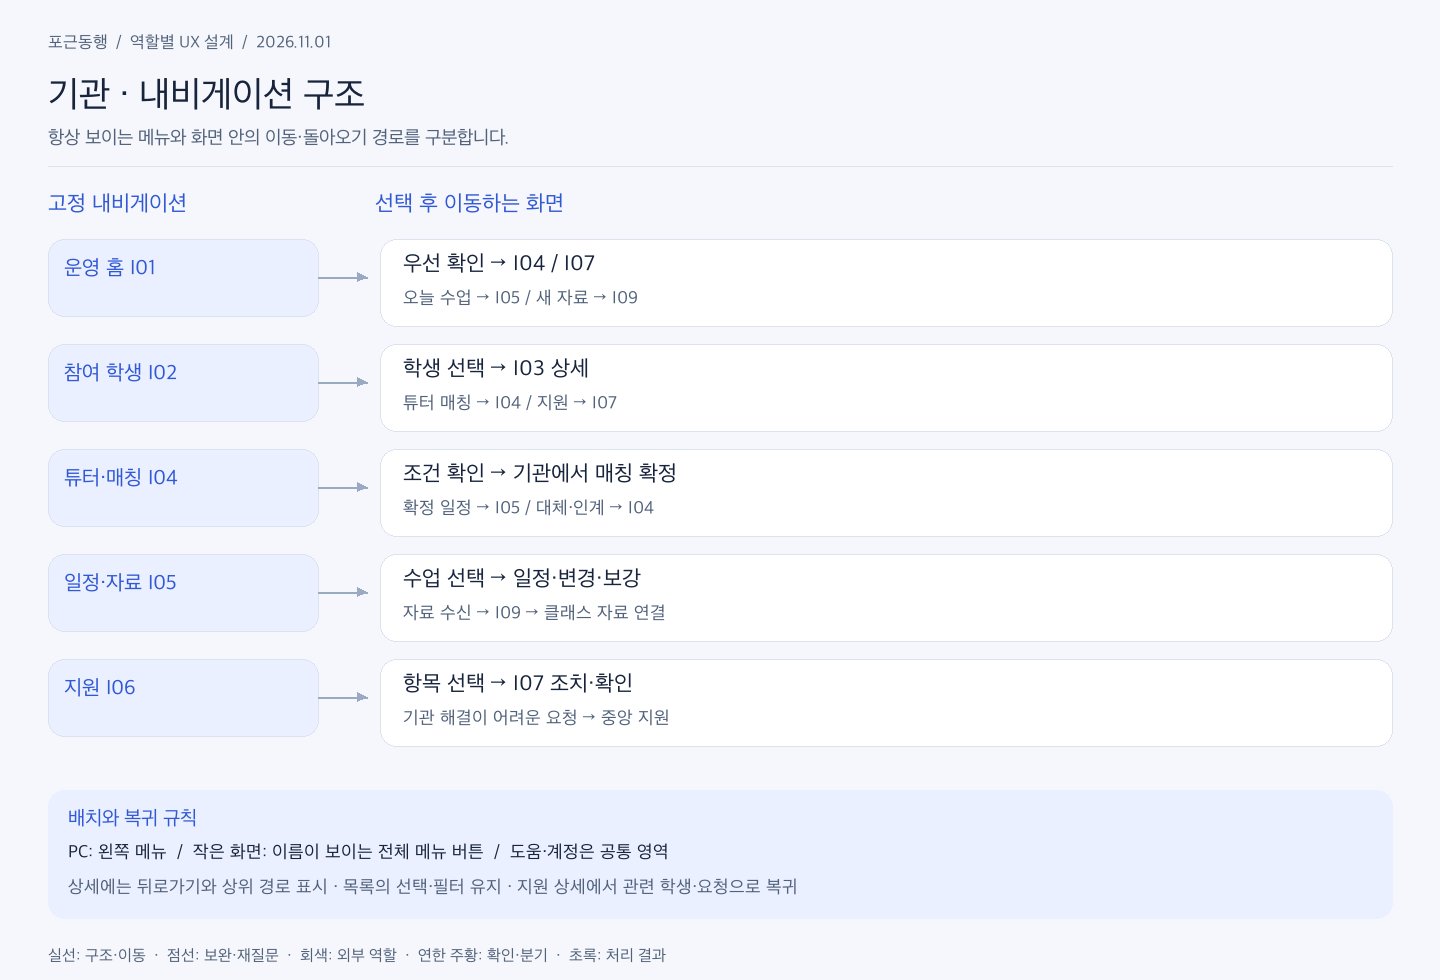 포근동행 / 역할별 UX 설계 / 2026.11.01
기관 · 내비게이션 구조
항상 보이는 메뉴와 화면 안의 이동·돌아오기 경로를 구분합니다.
고정 내비게이션
선택 후 이동하는 화면
운영 홈 I01
우선 확인 → I04 / I07
오늘 수업 → I05 / 새 자료 → I09
참여 학생 I02
학생 선택 → I03 상세
튜터 매칭 → I04 / 지원 → I07
튜터·매칭 I04
조건 확인 → 기관에서 매칭 확정
확정 일정 → I05 / 대체·인계 → I04
일정·자료 I05
수업 선택 → 일정·변경·보강
자료 수신 → I09 → 클래스 자료 연결
지원 I06
항목 선택 → I07 조치·확인
기관 해결이 어려운 요청 → 중앙 지원
배치와 복귀 규칙
PC: 왼쪽 메뉴 / 작은 화면: 이름이 보이는 전체 메뉴 버튼 / 도움·계정은 공통 영역
상세에는 뒤로가기와 상위 경로 표시 · 목록의 선택·필터 유지 · 지원 상세에서 관련 학생·요청으로 복귀
실선: 구조·이동 · 점선: 보완·재질문 · 회색: 외부 역할 · 연한 주황: 확인·분기 · 초록: 처리 결과